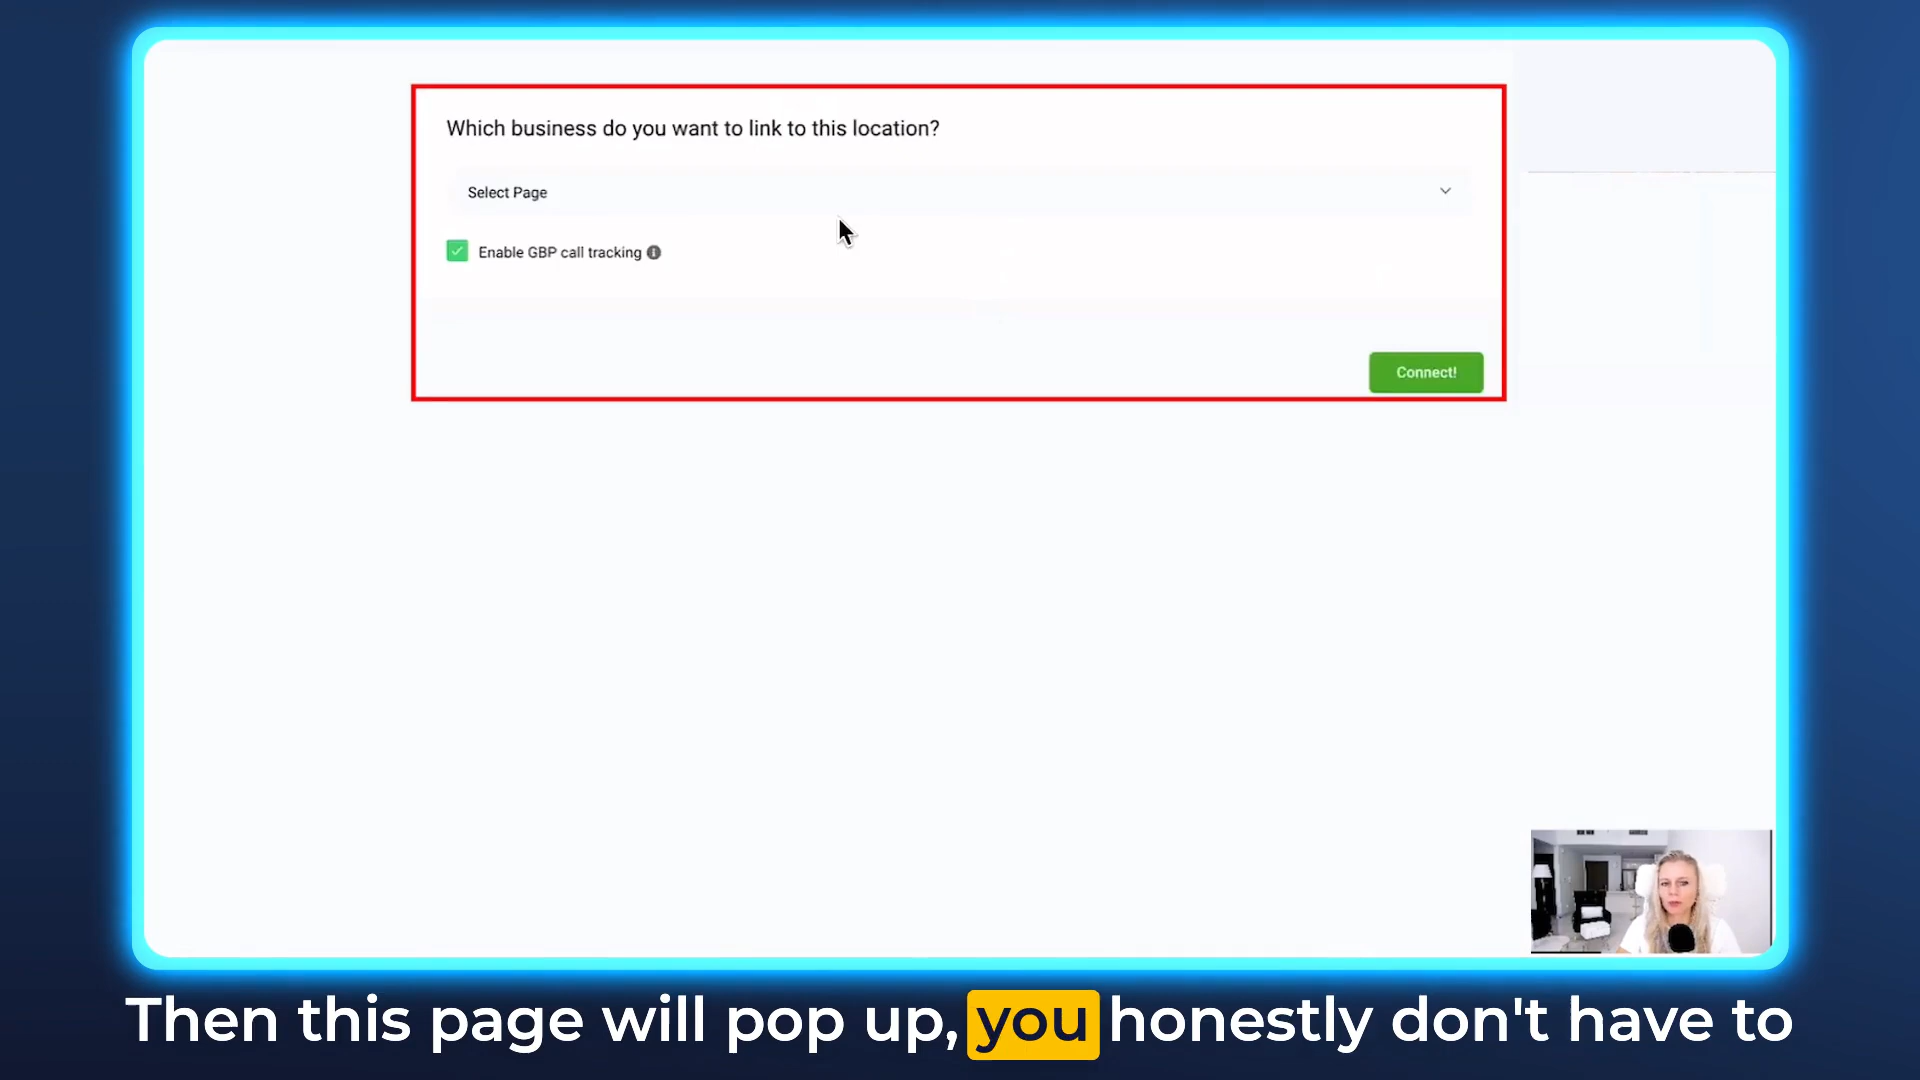 Which business do you want to link to this location?
Select Page
Enable GBP call tracking
Connect!
Then this page will pop up, you honestly don't have to